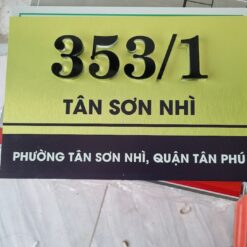 353/1
TÂN SƠN NHÌ
PHƯỜNG TÂN SƠN NHÌ, QUẬN TÂN PHÚ